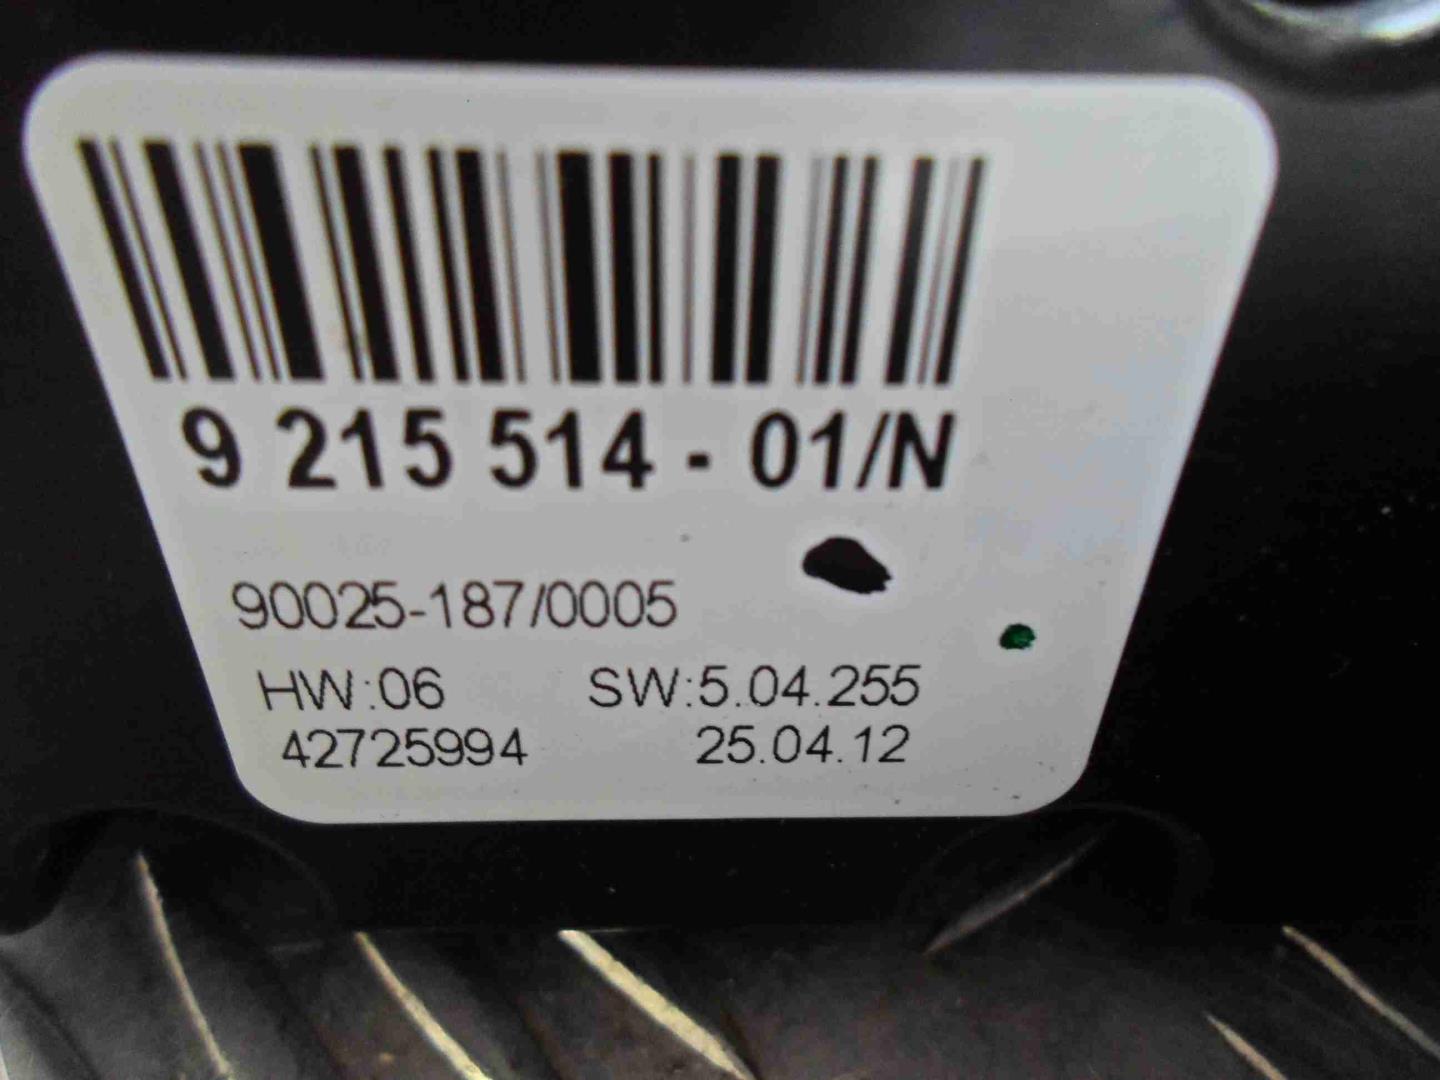 9 215 514 - 01/N
90025-187/0005
HW:06 SW:5.04.255
42725994 25.04.12